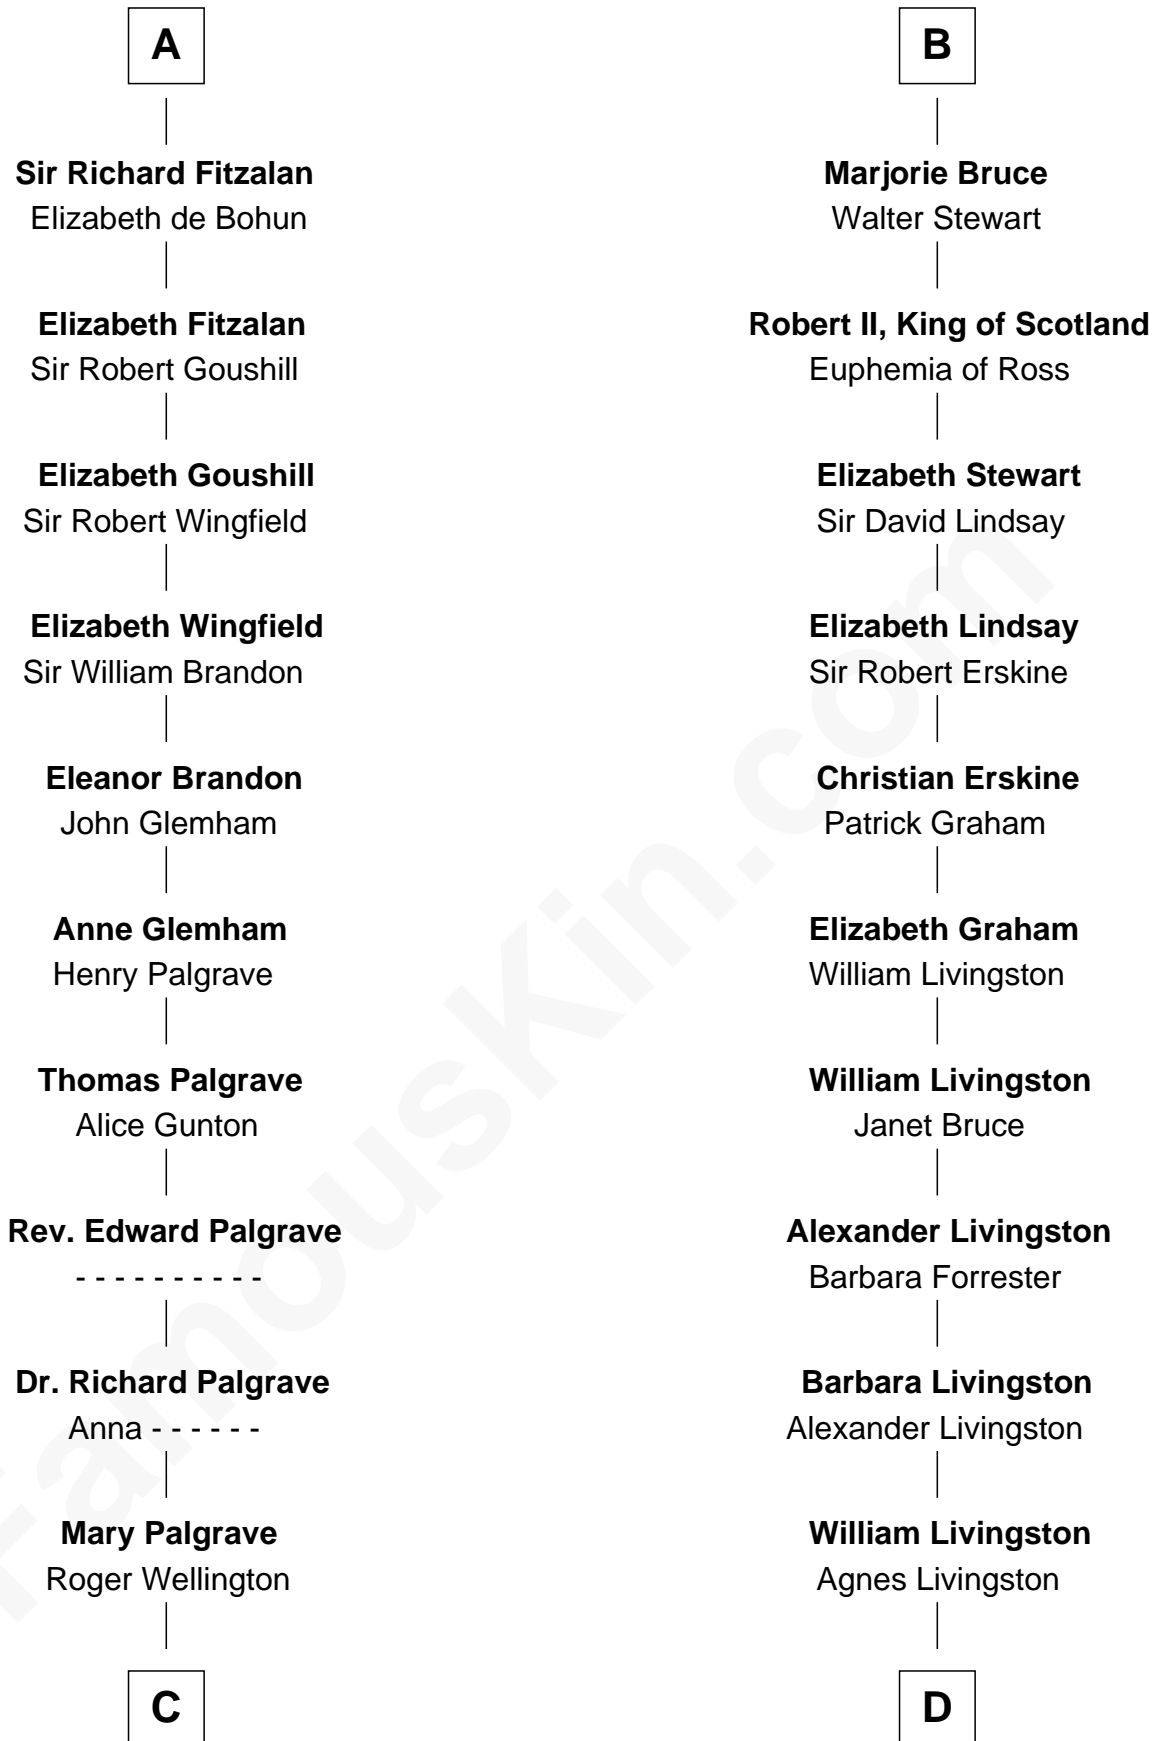 A
Sir Richard Fitzalan
Elizabeth de Bohun
Elizabeth Fitzalan
Sir Robert Goushill
Elizabeth Goushill
Sir Robert Wingfield
Elizabeth Wingfield
Sir William Brandon
Eleanor Brandon
John Glemham
Anne Glemham
Henry Palgrave
Thomas Palgrave
Alice Gunton
Rev. Edward Palgrave
- - - - - - - - - -
Dr. Richard Palgrave
Anna - - - - - -
Mary Palgrave
Roger Wellington
C
B
Marjorie Bruce
Walter Stewart
Robert II, King of Scotland
Euphemia of Ross
Elizabeth Stewart
Sir David Lindsay
Elizabeth Lindsay
Sir Robert Erskine
Christian Erskine
Patrick Graham
Elizabeth Graham
William Livingston
William Livingston
Janet Bruce
Alexander Livingston
Barbara Forrester
Barbara Livingston
Alexander Livingston
William Livingston
Agnes Livingston
D
FamousKin.com